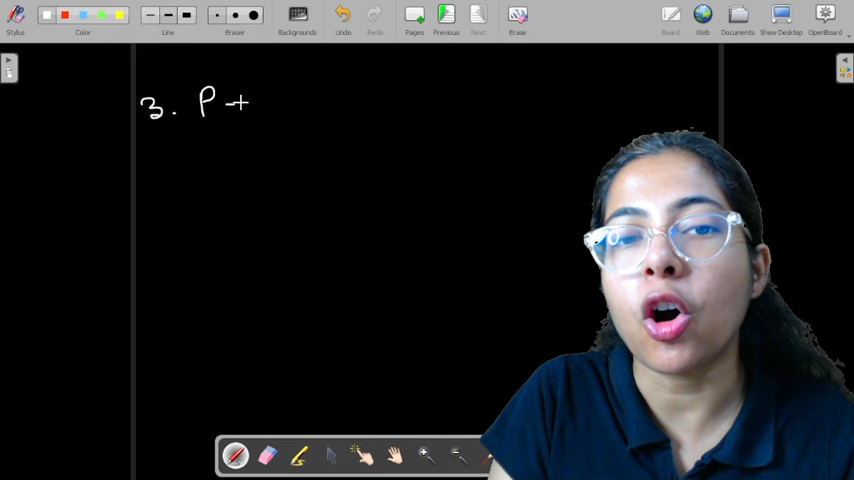 Stylus
Color
Line
Eraser
Backgrounds
Undo
Redo
Pages
Previous
Next
Erase
Board
Web
Documents
Show Desktop
OpenBoard
3. P